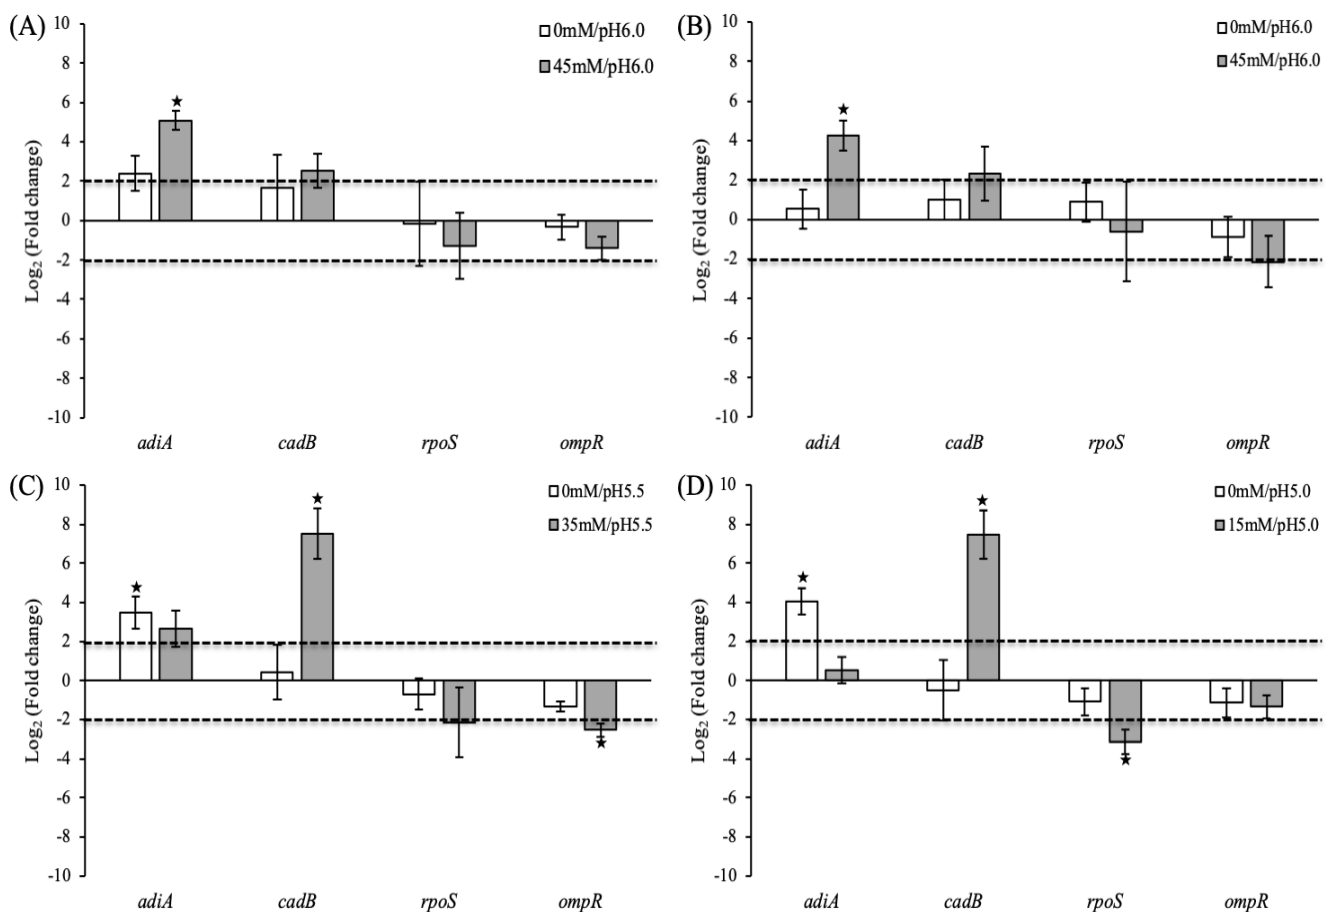 (A)
Log₂ (Fold change)
10
8
6
4
2
0
-2
-4
-6
-8
-10
0mM/pH6.0
45mM/pH6.0
adiA cadB rpoS ompR
(B)
Log₂ (Fold change)
10
8
6
4
2
0
-2
-4
-6
-8
-10
0mM/pH6.0
45mM/pH6.0
adiA cadB rpoS ompR
(C)
Log₂ (Fold change)
10
8
6
4
2
0
-2
-4
-6
-8
-10
0mM/pH5.5
35mM/pH5.5
adiA cadB rpoS ompR
(D)
Log₂ (Fold change)
10
8
6
4
2
0
-2
-4
-6
-8
-10
0mM/pH5.0
15mM/pH5.0
adiA cadB rpoS ompR